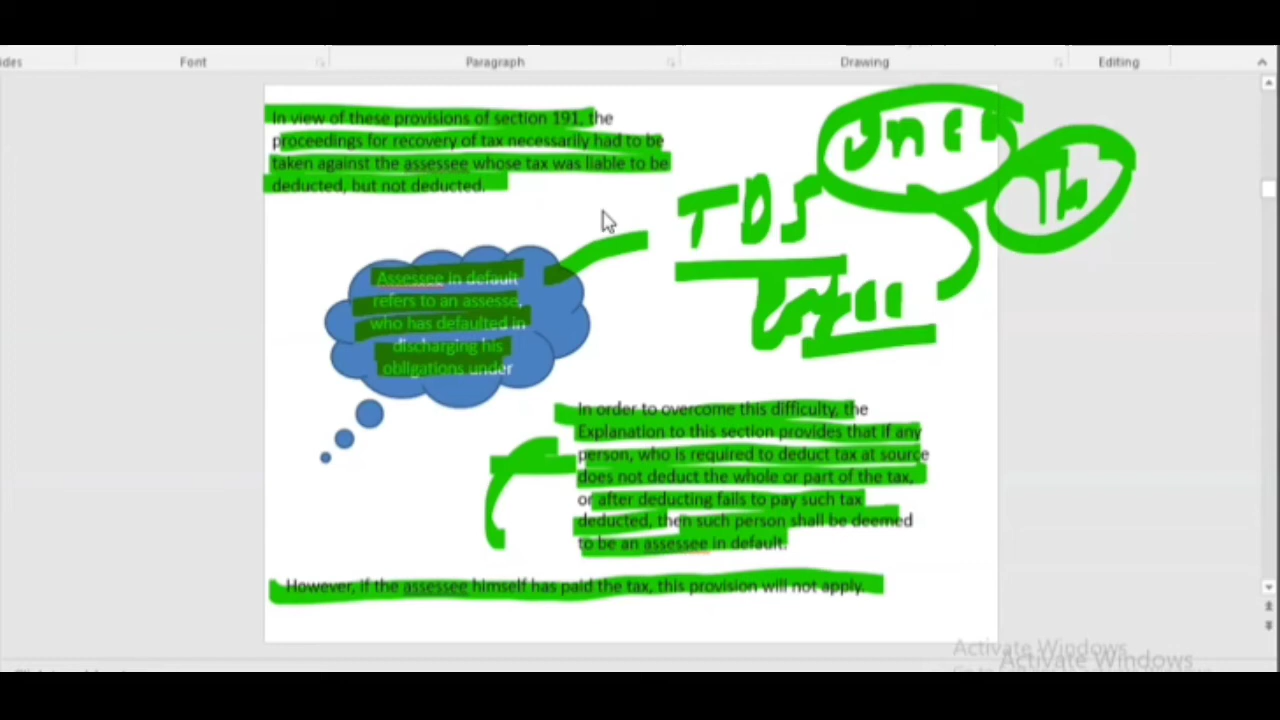 Font
Paragraph
Drawing
Editing
In view of these provisions of section 191, the
proceedings for recovery of tax necessarily had to be
taken against the assessee whose tax was liable to be
deducted, but not deducted.
TDS
Assessee in default
refers to an assesse,
who has defaulted in
discharging his
obligations under
In order to overcome this difficulty, the
Explanation to this section provides that if any
person, who is required to deduct tax at source
does not deduct the whole or part of the tax,
or after deducting fails to pay such tax
deducted, then such person shall be deemed
to be an assessee in default.
However, if the assessee himself has paid the tax, this provision will not apply.
Activate Windows
Activate Windows